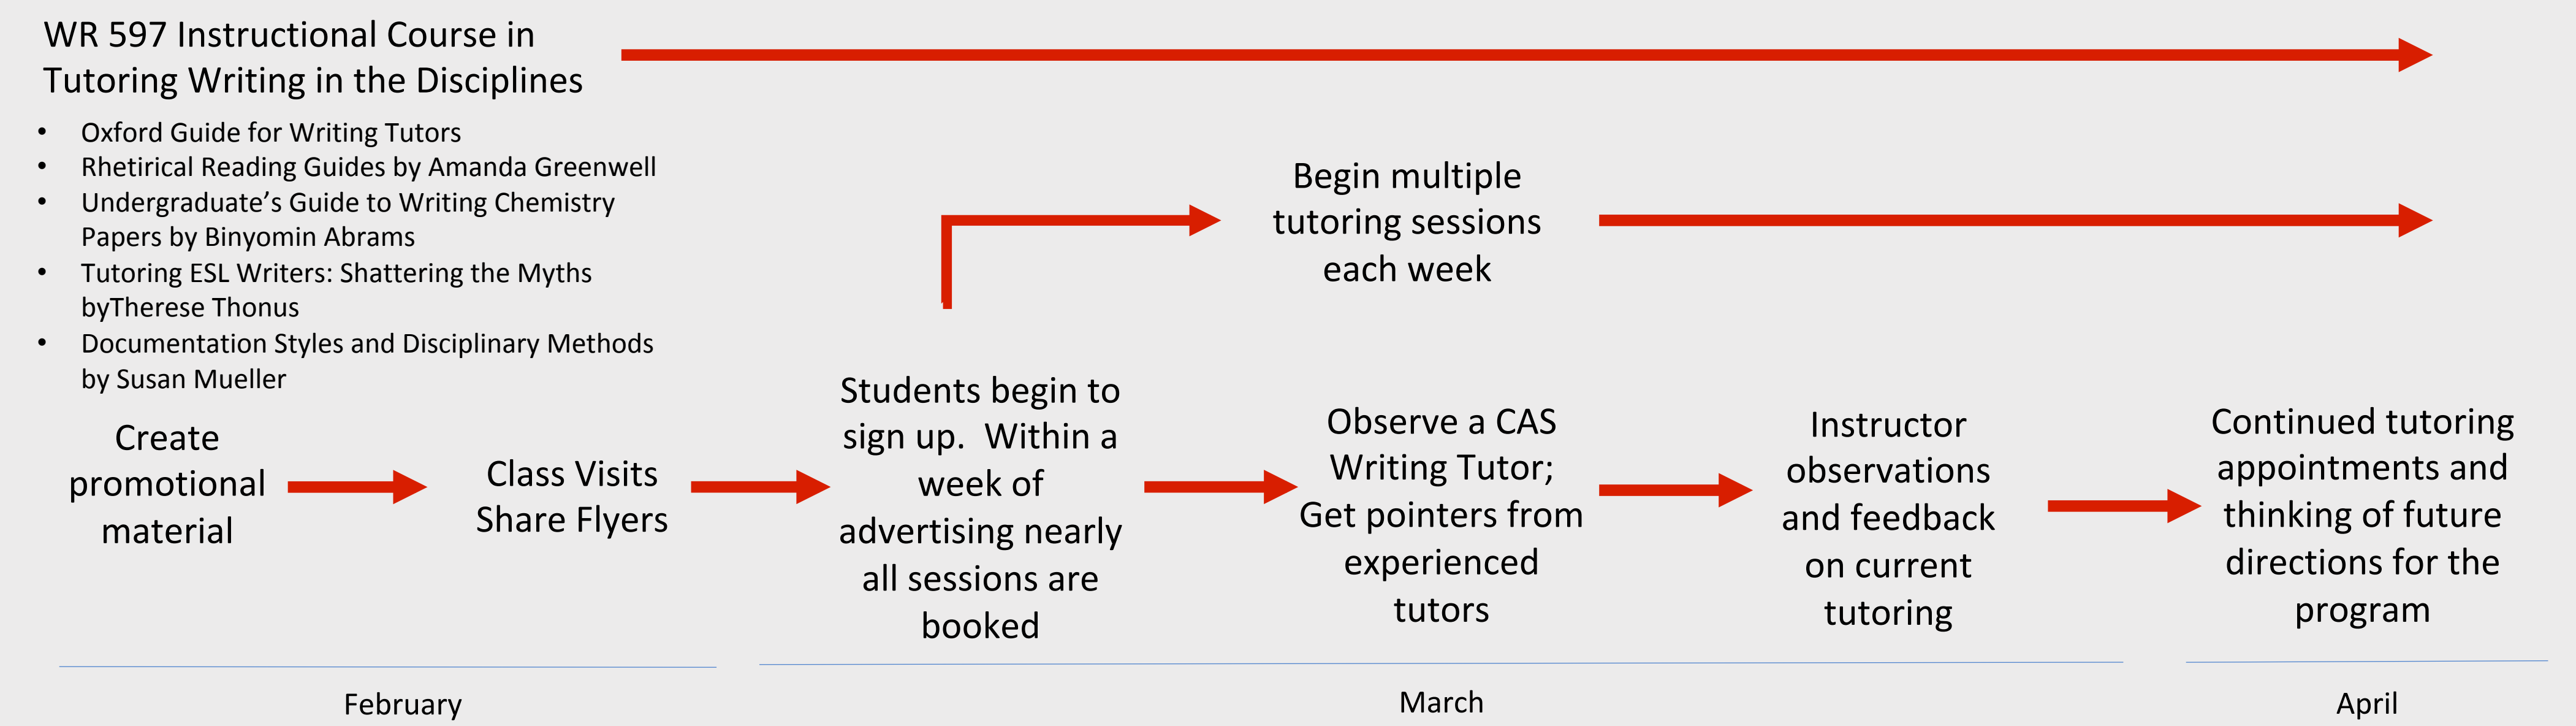 WR 597 Instructional Course in
Tutoring Writing in the Disciplines
• Oxford Guide for Writing Tutors
• Rhetirical Reading Guides by Amanda Greenwell
• Undergraduate’s Guide to Writing Chemistry
Papers by Binyomin Abrams
• Tutoring ESL Writers: Shattering the Myths
byTherese Thonus
• Documentation Styles and Disciplinary Methods
by Susan Mueller
Begin multiple
tutoring sessions
each week
Create
promotional
material
Class Visits
Share Flyers
Students begin to
sign up.  Within a
week of
advertising nearly
all sessions are
booked
Observe a CAS
Writing Tutor;
Get pointers from
experienced
tutors
Instructor
observations
and feedback
on current
tutoring
Continued tutoring
appointments and
thinking of future
directions for the
program
February
March
April